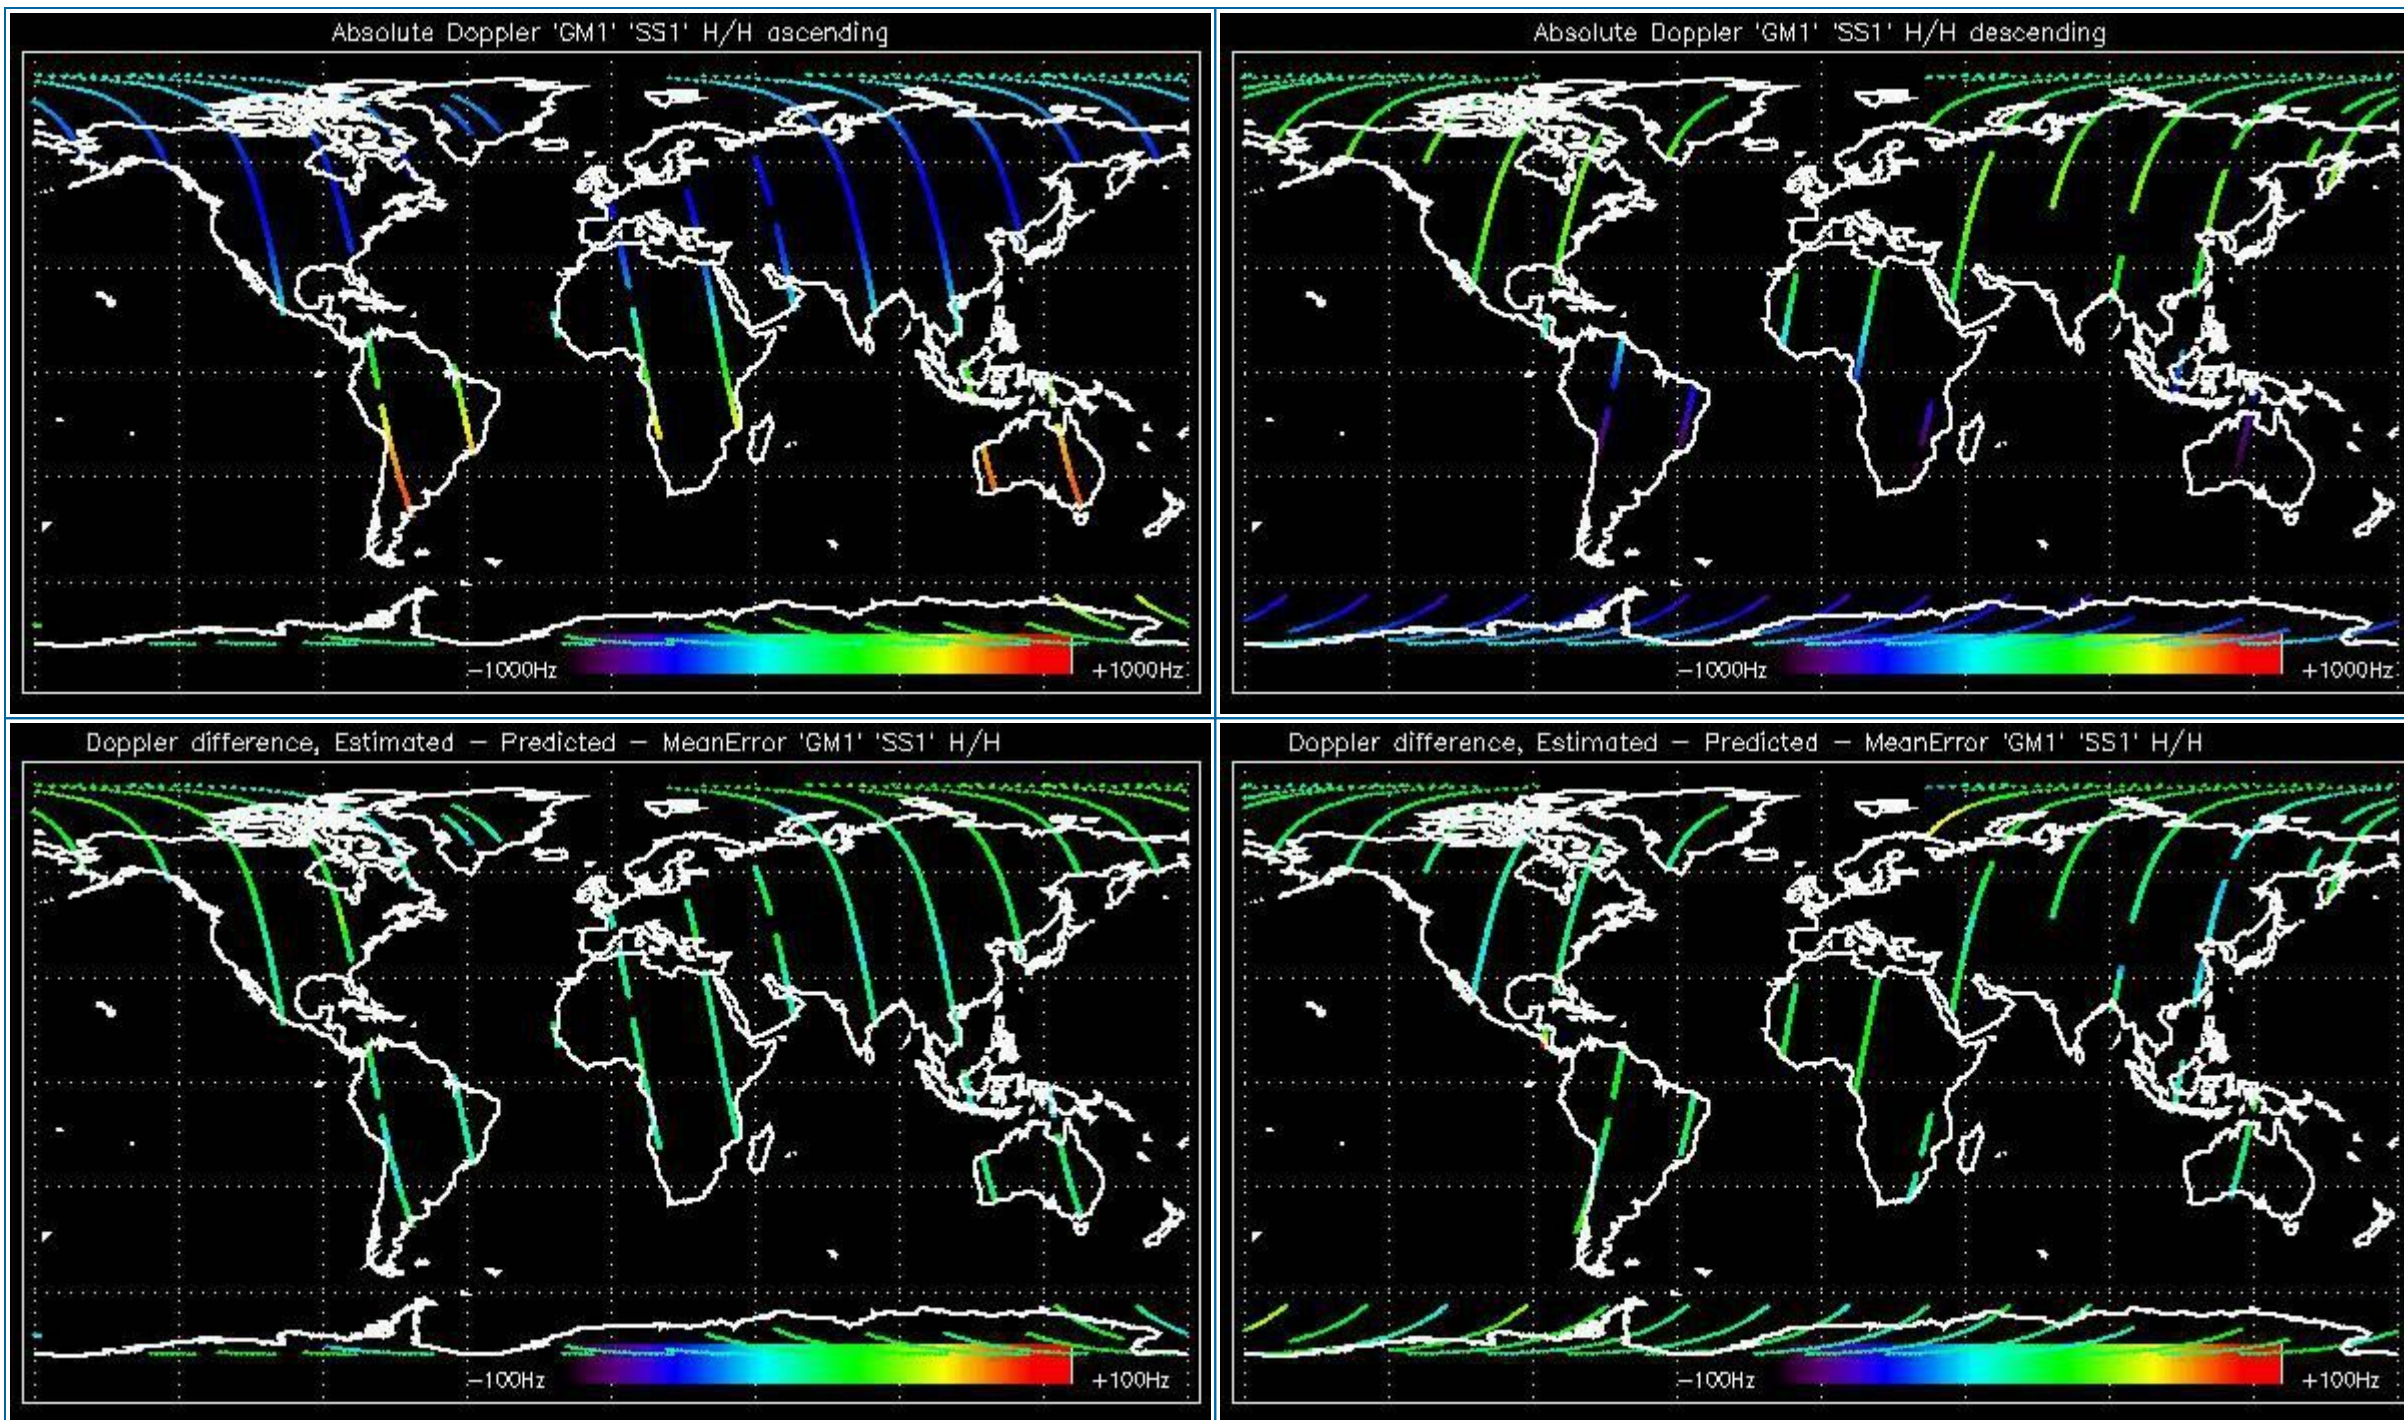 Absolute Doppler 'GM1' 'SS1' H/H ascending
-1000Hz
+1000Hz
Absolute Doppler 'GM1' 'SS1' H/H descending
-1000Hz
+1000Hz
Doppler difference, Estimated - Predicted - MeanError 'GM1' 'SS1' H/H
-100Hz
+100Hz
Doppler difference, Estimated - Predicted - MeanError 'GM1' 'SS1' H/H
-100Hz
+100Hz